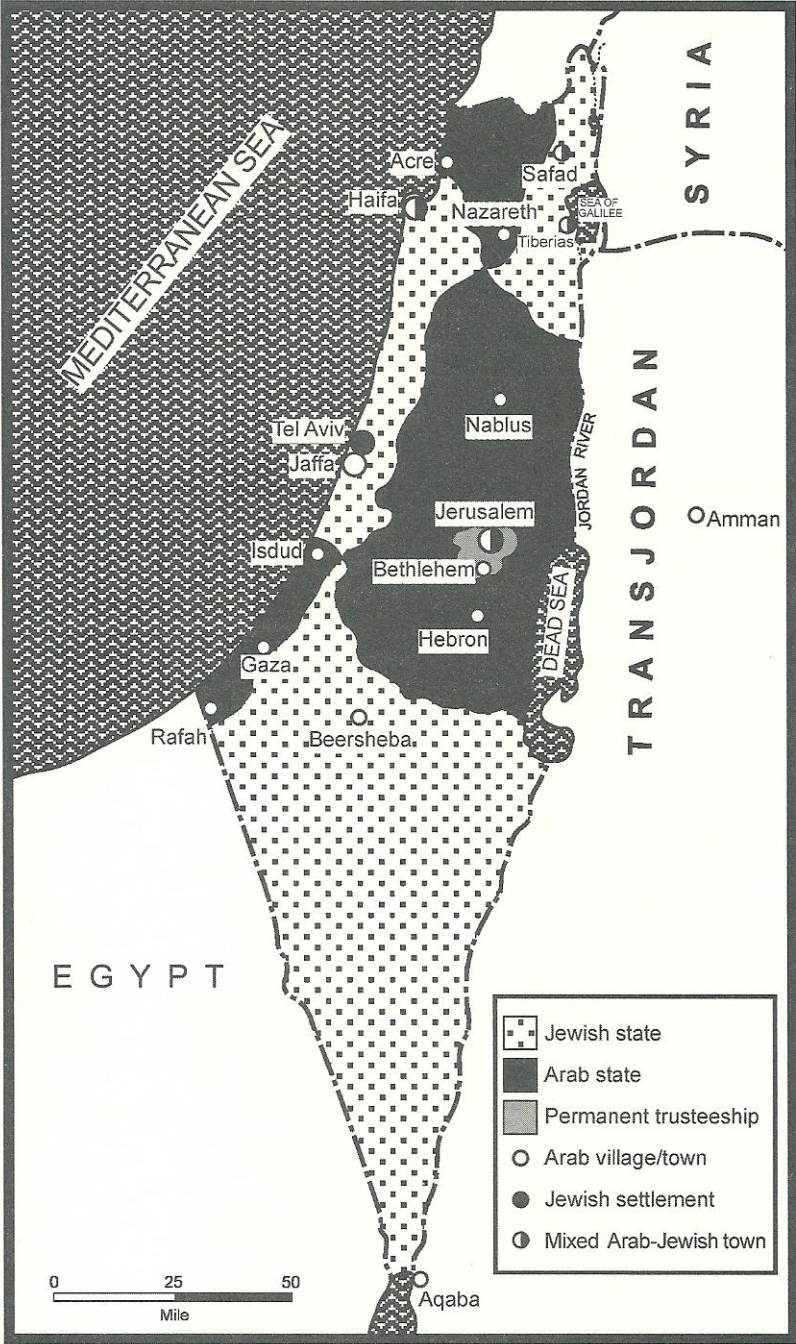 MEDITERRANEAN SEA
SYRIA
Acre
Safad
Haifa
Nazareth
SEA OF
GALILEE
Tiberias
Nablus
Tel Aviv
Jaffa
JORDAN RIVER
TRANSJORDAN
Jerusalem
Amman
Isdud
Bethlehem
DEAD SEA
Hebron
Gaza
Rafah
Beersheba
EGYPT
Jewish state
Arab state
Permanent trusteeship
Arab village/town
Jewish settlement
Mixed Arab-Jewish town
0 25 50
Mile
Aqaba